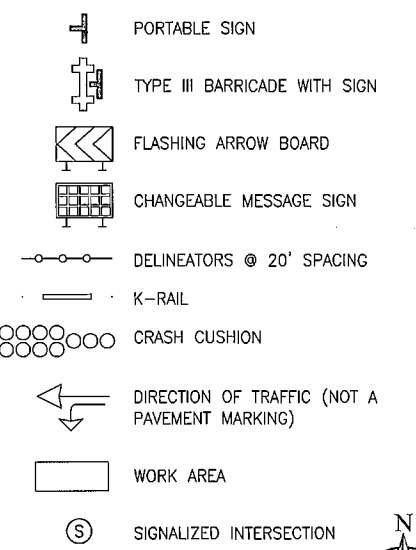 PORTABLE SIGN
TYPE III BARRICADE WITH SIGN
FLASHING ARROW BOARD
CHANGEABLE MESSAGE SIGN
DELINEATORS @ 20' SPACING
K-RAIL
CRASH CUSHION
DIRECTION OF TRAFFIC (NOT A
PAVEMENT MARKING)
WORK AREA
S SIGNALIZED INTERSECTION
N